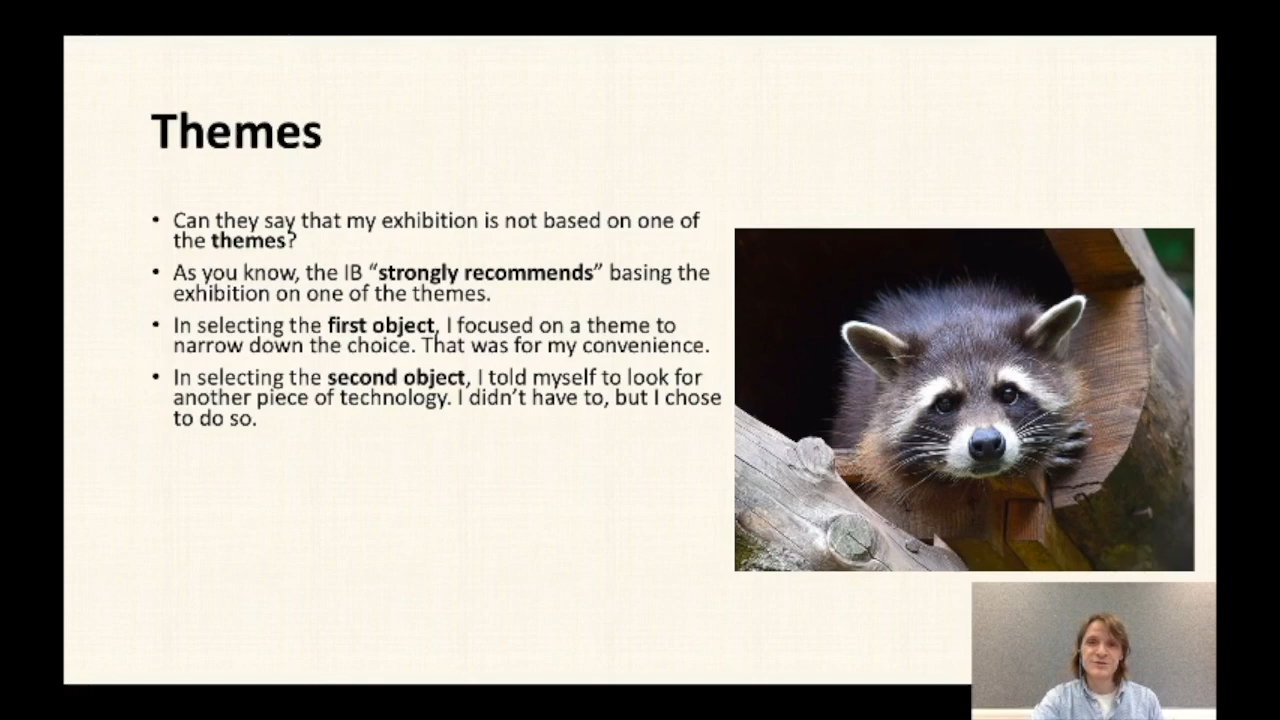 Themes
• Can they say that my exhibition is not based on one of
the themes?
• As you know, the IB “strongly recommends” basing the
exhibition on one of the themes.
• In selecting the first object, I focused on a theme to
narrow down the choice. That was for my convenience.
• In selecting the second object, I told myself to look for
another piece of technology. I didn’t have to, but I chose
to do so.